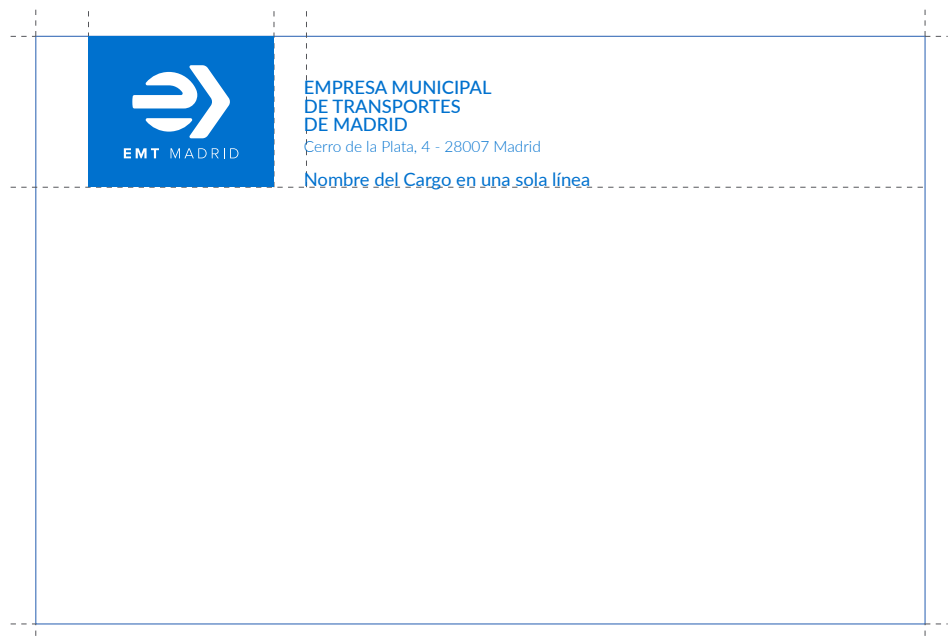 EMT MADRID
EMPRESA MUNICIPAL
DE TRANSPORTES
DE MADRID
Cerro de la Plata, 4 - 28007 Madrid
Nombre del Cargo en una sola línea